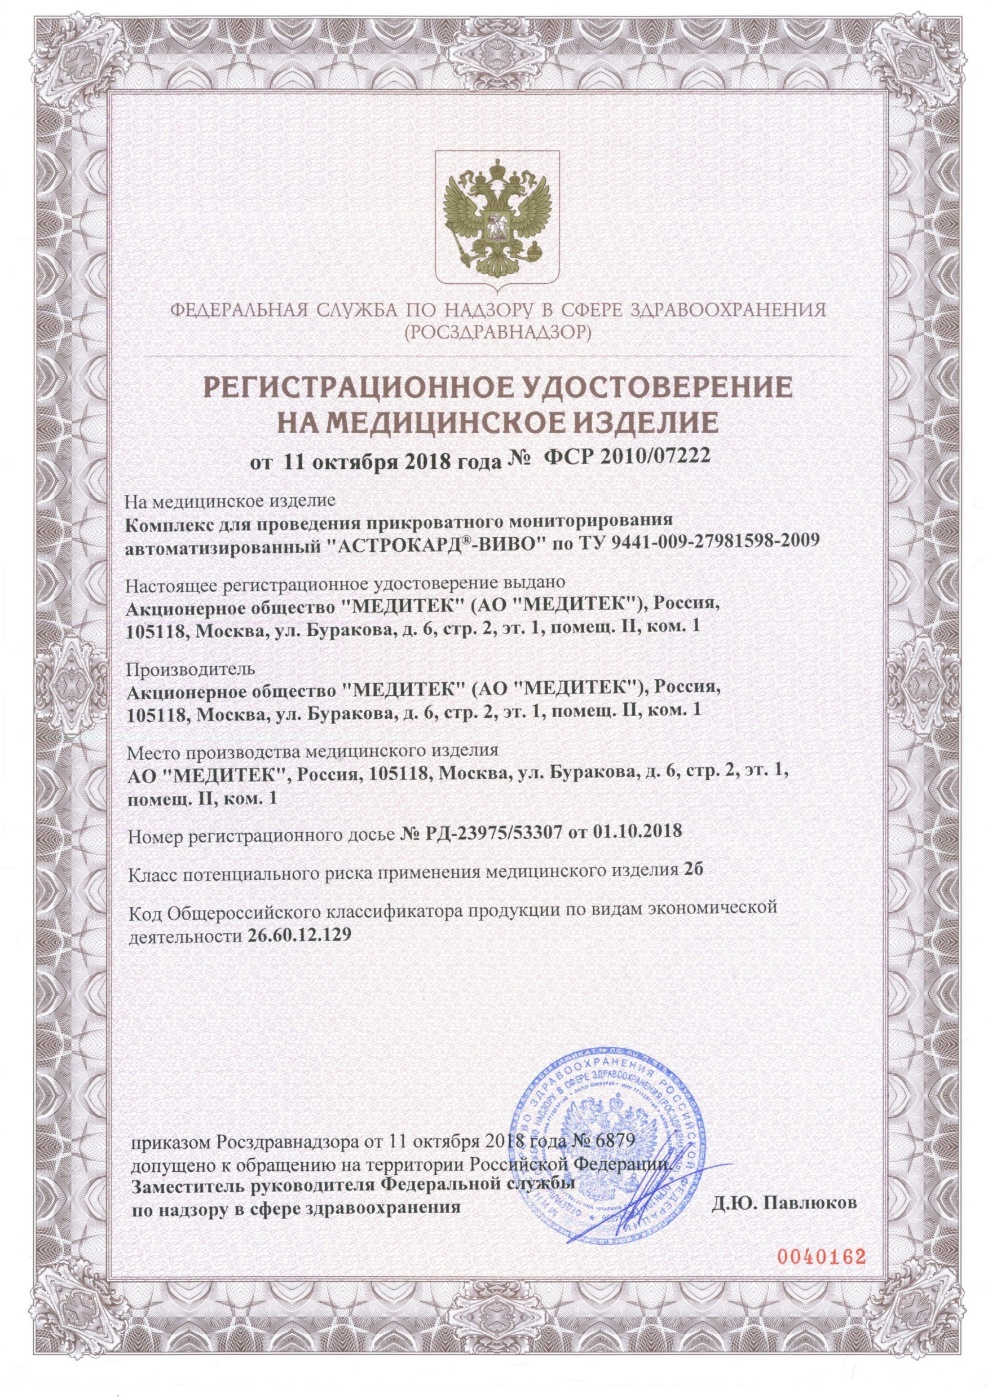 ФЕДЕРАЛЬНАЯ СЛУЖБА ПО НАДЗОРУ В СФЕРЕ ЗДРАВООХРАНЕНИЯ
(РОСЗДРАВНАДЗОР)
РЕГИСТРАЦИОННОЕ УДОСТОВЕРЕНИЕ
НА МЕДИЦИНСКОЕ ИЗДЕЛИЕ
от 11 октября 2018 года № ФСР 2010/07222
На медицинское изделие
Комплекс для проведения прикроватного мониторирования
автоматизированный "АСТРОКАРД®-ВИВО" по ТУ 9441-009-27981598-2009
Настоящее регистрационное удостоверение выдано
Акционерное общество "МЕДИТЕК" (АО "МЕДИТЕК"), Россия,
105118, Москва, ул. Буракова, д. 6, стр. 2, эт. 1, помещ. II, ком. 1
Производитель
Акционерное общество "МЕДИТЕК" (АО "МЕДИТЕК"), Россия,
105118, Москва, ул. Буракова, д. 6, стр. 2, эт. 1, помещ. II, ком. 1
Место производства медицинского изделия
АО "МЕДИТЕК", Россия, 105118, Москва, ул. Буракова, д. 6, стр. 2, эт. 1,
помещ. II, ком. 1
Номер регистрационного досье № РД-23975/53307 от 01.10.2018
Класс потенциального риска применения медицинского изделия 2б
Код Общероссийского классификатора продукции по видам экономической
деятельности 26.60.12.129
приказом Росздравнадзора от 11 октября 2018 года № 6879
допущено к обращению на территории Российской Федерации.
Заместитель руководителя Федеральной службы
по надзору в сфере здравоохранения
Д.Ю. Павлюков
ЗДРАВООХРАНЕНИЯ РОССИЙСКОЙ ФЕДЕРАЦИИ
0040162